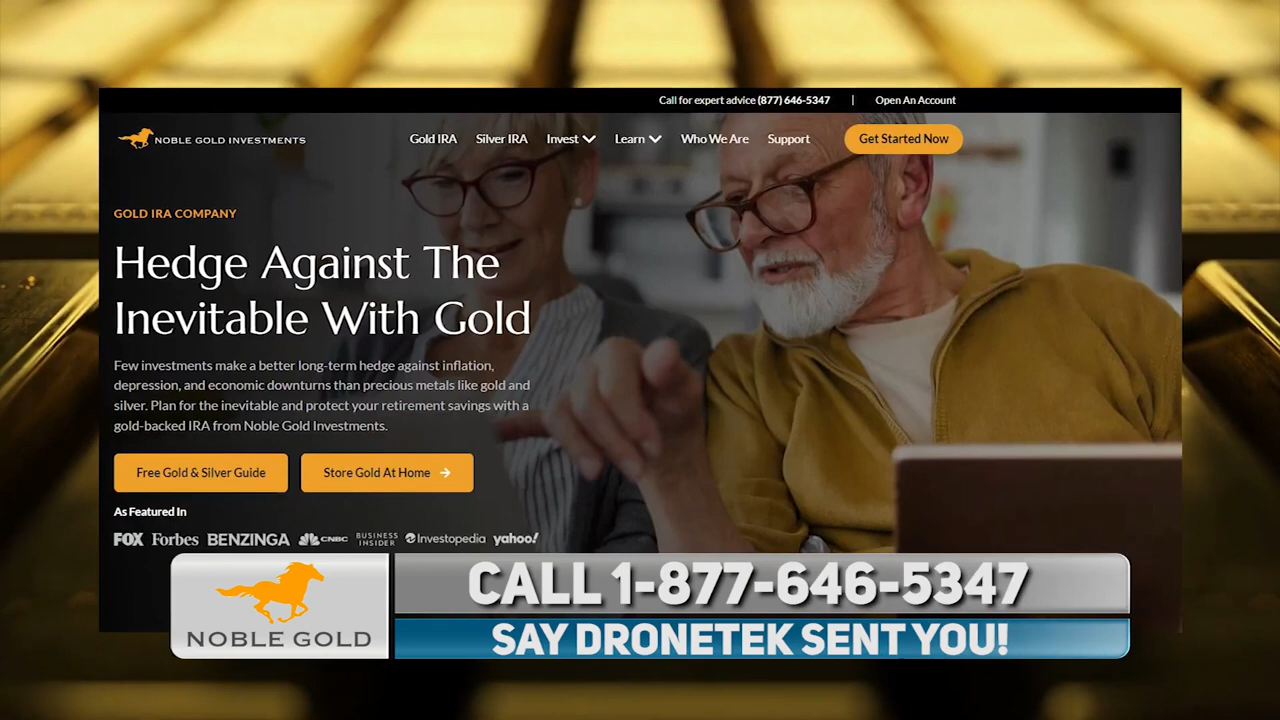 Call for expert advice (877) 646-5347 | Open An Account
NOBLE GOLD INVESTMENTS
Gold IRA Silver IRA Invest Learn Who We Are Support Get Started Now
GOLD IRA COMPANY
Hedge Against The
Inevitable With Gold
Few investments make a better long-term hedge against inflation,
depression, and economic downturns than precious metals like gold and
silver. Plan for the inevitable and protect your retirement savings with a
gold-backed IRA from Noble Gold Investments.
Free Gold & Silver Guide Store Gold At Home
As Featured In
FOX Forbes BENZINGA CNBC BUSINESS INSIDER Investopedia yahoo!
CALL 1-877-646-5347
NOBLE GOLD
SAY DRONETEK SENT YOU!